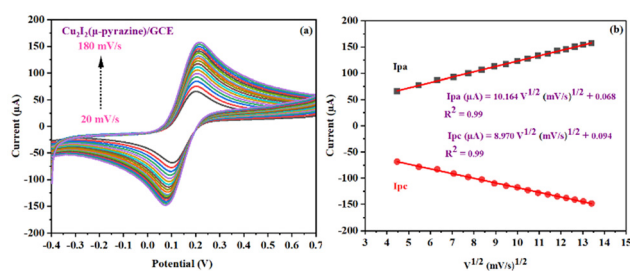 200
150
100
50
0
-50
-100
-150
-200
Current (µA)
Cu₂I₂(µ-pyrazine)/GCE
180 mV/s
20 mV/s
(a)
-0.4 -0.3 -0.2 -0.1 0.0 0.1 0.2 0.3 0.4 0.5 0.6 0.7
Potential (V)
200
150
100
50
0
-50
-100
-150
-200
Current (µA)
(b)
Ipa
Ipa (µA) = 10.164 V^1/2 (mV/s)^1/2 + 0.068
R² = 0.99
Ipc (µA) = 8.970 V^1/2 (mV/s)^1/2 + 0.094
R² = 0.99
Ipc
3 4 5 6 7 8 9 10 11 12 13 14
V^1/2 (mV/s)^1/2